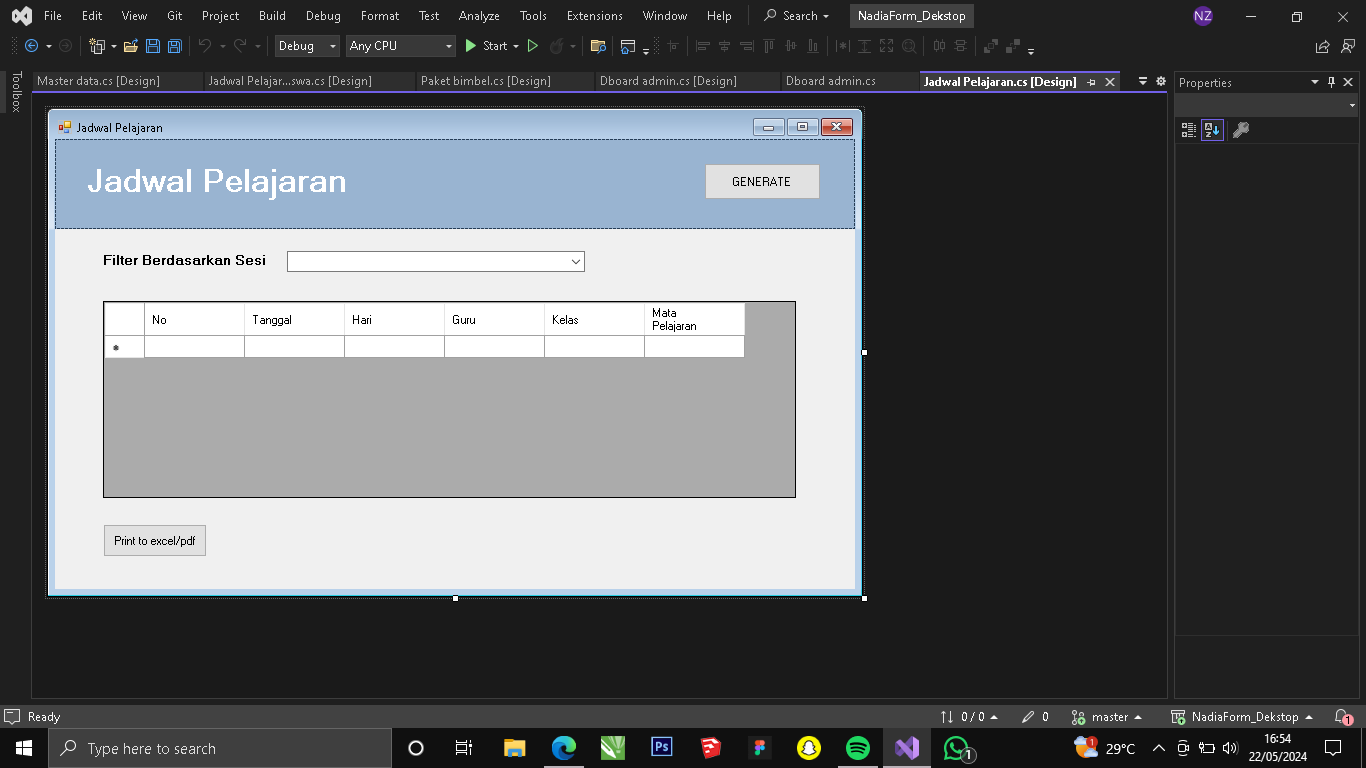 File Edit View Git Project Build Debug Format Test Analyze Tools Extensions Window Help Search NadiaForm_Dekstop NZ
Debug Any CPU Start
Toolbox
Master data.cs [Design] Jadwal Pelajar...swa.cs [Design] Paket bimbel.cs [Design] Dboard admin.cs [Design] Dboard admin.cs Jadwal Pelajaran.cs [Design]
Properties
Jadwal Pelajaran
Jadwal Pelajaran
GENERATE
Filter Berdasarkan Sesi
No Tanggal Hari Guru Kelas Mata
Pelajaran
Print to excel/pdf
Ready 0 / 0 0 master NadiaForm_Dekstop 1
Type here to search Ps 1 1 29°C 16:54
22/05/2024